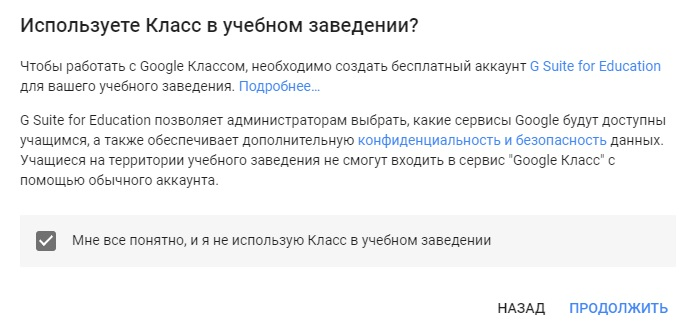 Используете Класс в учебном заведении?
Чтобы работать с Google Классом, необходимо создать бесплатный аккаунт G Suite for Education
для вашего учебного заведения. Подробнее…
G Suite for Education позволяет администраторам выбрать, какие сервисы Google будут доступны
учащимся, а также обеспечивает дополнительную конфиденциальность и безопасность данных.
Учащиеся на территории учебного заведения не смогут входить в сервис "Google Класс" с
помощью обычного аккаунта.
Мне все понятно, и я не использую Класс в учебном заведении
НАЗАД ПРОДОЛЖИТЬ